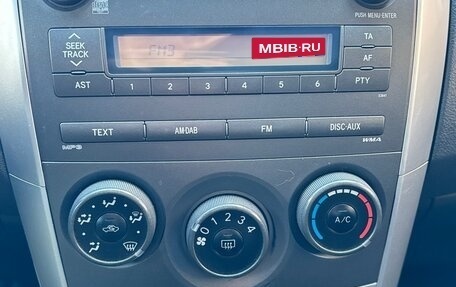 PUSH MENU·ENTER
SEEK
TRACK
FM3
MBIB-RU
TA
AF
AST
1 2 3 4 5 6
PTY
TEXT
AM·DAB
FM
DISC·AUX
MP3
WMA
0 1 2 3 4
A/C